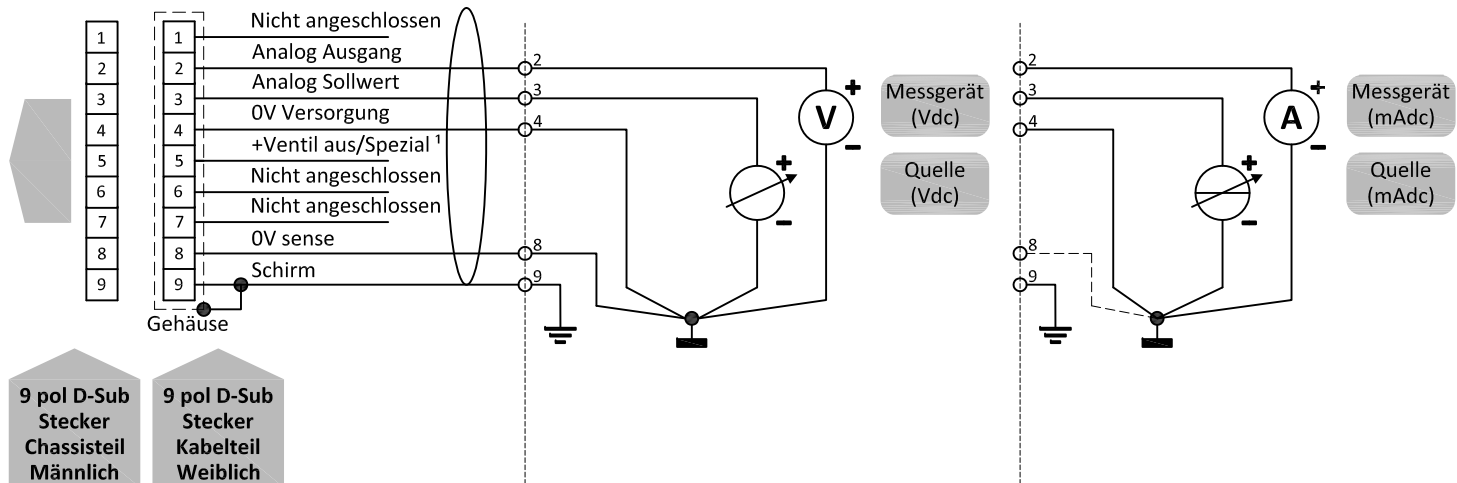 1
2
3
4
5
6
7
8
9
1
2
3
4
5
6
7
8
9
Nicht angeschlossen
Analog Ausgang
Analog Sollwert
0V Versorgung
+Ventil aus/Spezial ¹
Nicht angeschlossen
Nicht angeschlossen
0V sense
Schirm
Gehäuse
9 pol D-Sub
Stecker
Chassisteil
Männlich
9 pol D-Sub
Stecker
Kabelteil
Weiblich
2
3
4
8
9
V
+
−
+
−
Messgerät
(Vdc)
Quelle
(Vdc)
2
3
4
8
9
A
+
−
+
−
Messgerät
(mAdc)
Quelle
(mAdc)